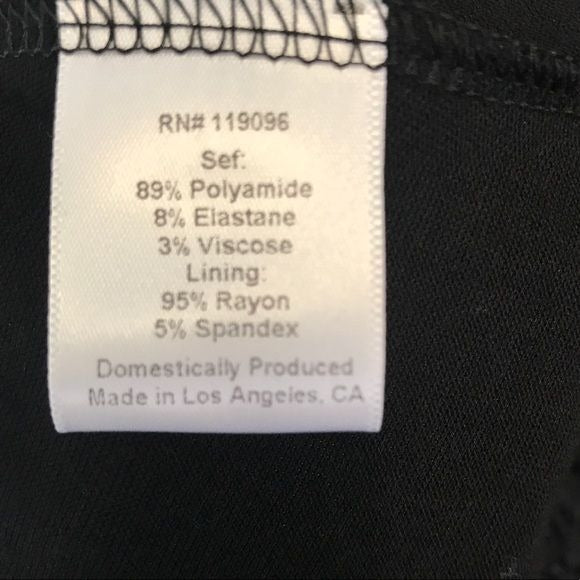 RN# 119096
Sef:
89% Polyamide
8% Elastane
3% Viscose
Lining:
95% Rayon
5% Spandex
Domestically Produced
Made in Los Angeles, CA